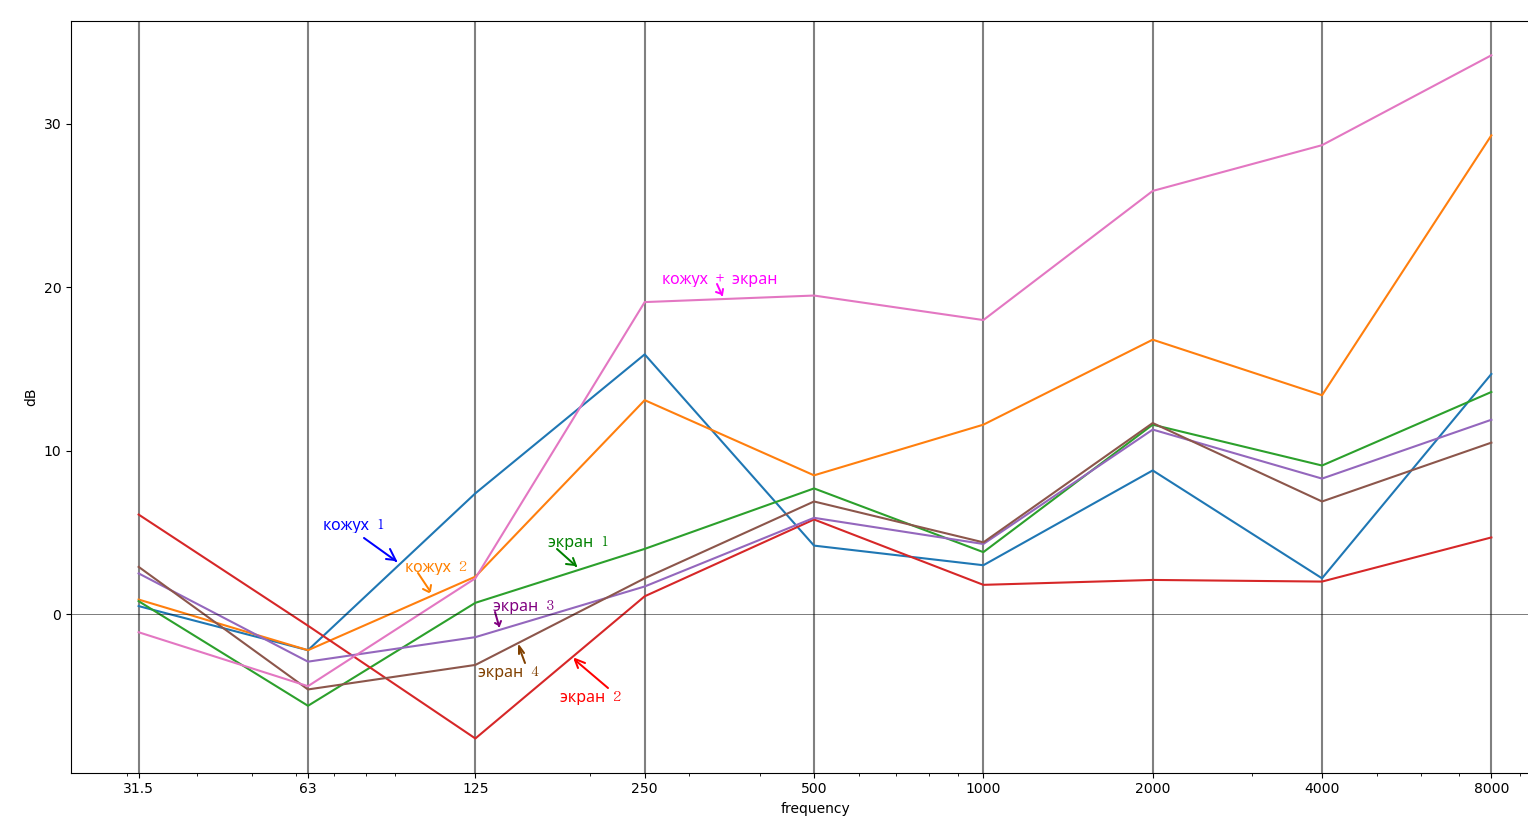 30
20
10
0
dB
кожух + экран
кожух 1
экран 1
кожух 2
экран 3
экран 4
экран 2
31.5 63 125 250 500 1000 2000 4000 8000
frequency